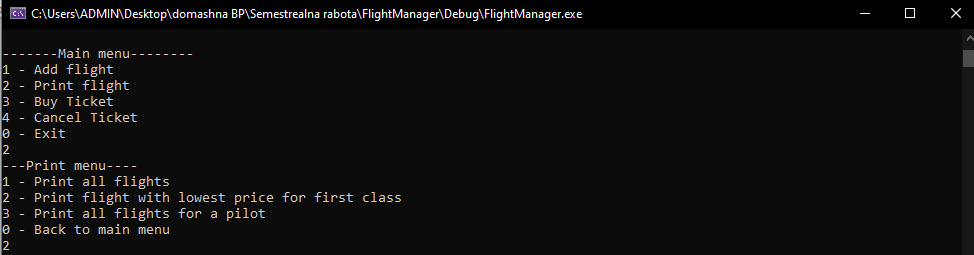 C:\Users\ADMIN\Desktop\domashna BP\Semestrealna rabota\FlightManager\Debug\FlightManager.exe
-------Main menu--------
1 - Add flight
2 - Print flight
3 - Buy Ticket
4 - Cancel Ticket
0 - Exit
2
---Print menu----
1 - Print all flights
2 - Print flight with lowest price for first class
3 - Print all flights for a pilot
0 - Back to main menu
2